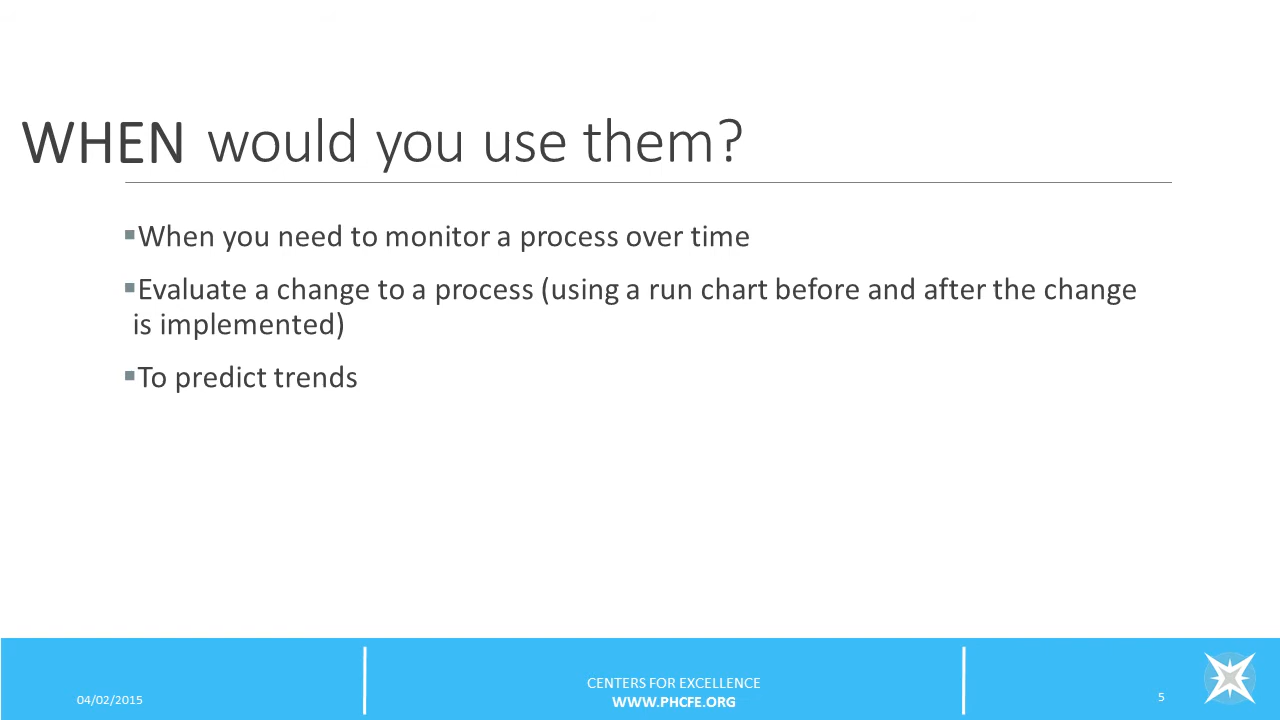 WHEN would you use them?
▪When you need to monitor a process over time
▪Evaluate a change to a process (using a run chart before and after the change
is implemented)
▪To predict trends
04/02/2015
CENTERS FOR EXCELLENCE
WWW.PHCFE.ORG
5